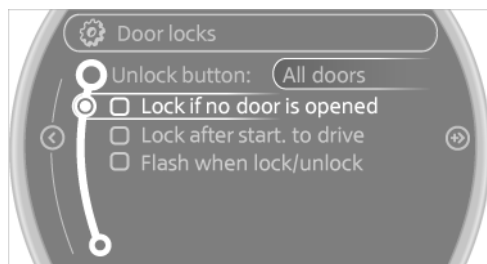 Door locks
Unlock button: All doors
Lock if no door is opened
Lock after start. to drive
Flash when lock/unlock